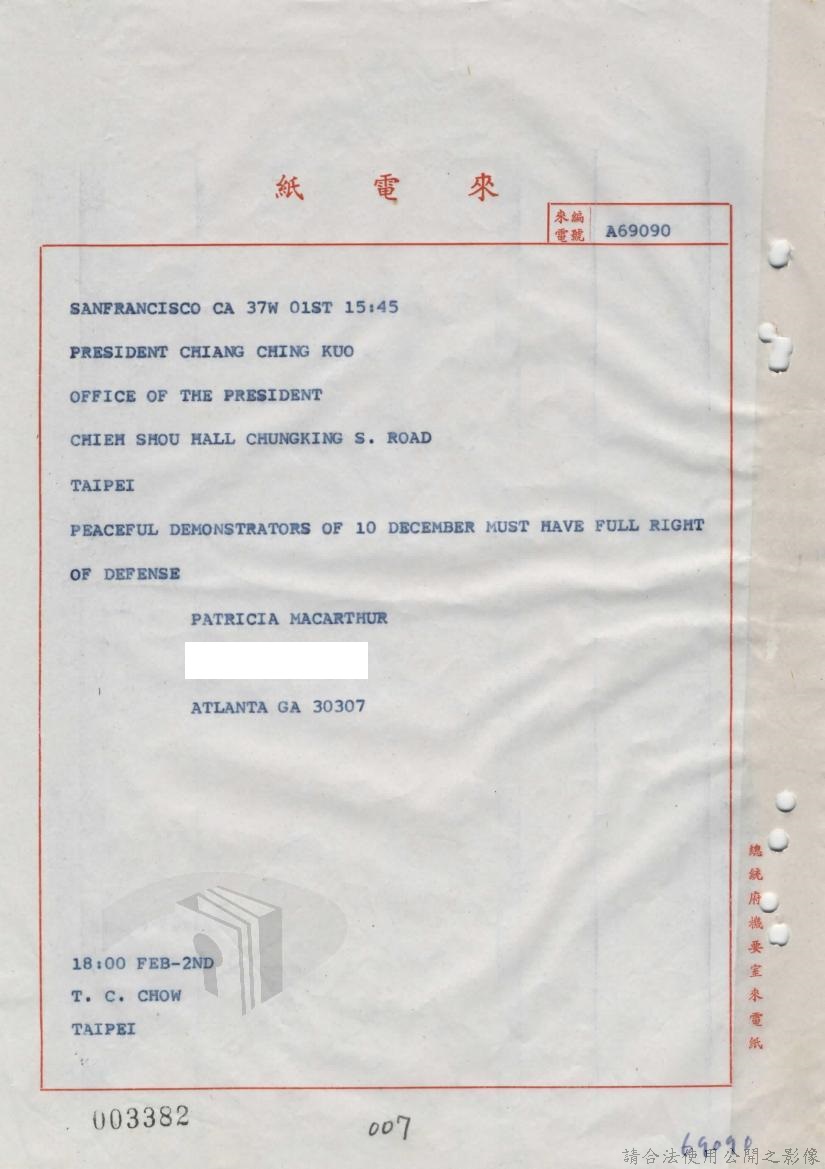 紙電來
來電編號 A69090
SANFRANCISCO CA 37W 01ST 15:45
PRESIDENT CHIANG CHING KUO
OFFICE OF THE PRESIDENT
CHIEH SHOU HALL CHUNGKING S. ROAD
TAIPEI
PEACEFUL DEMONSTRATORS OF 10 DECEMBER MUST HAVE FULL RIGHT
OF DEFENSE
PATRICIA MACARTHUR
ATLANTA GA 30307
18:00 FEB-2ND
T. C. CHOW
TAIPEI
總統府機要室來電紙
003382
007
69090
請合法使用公開之影像